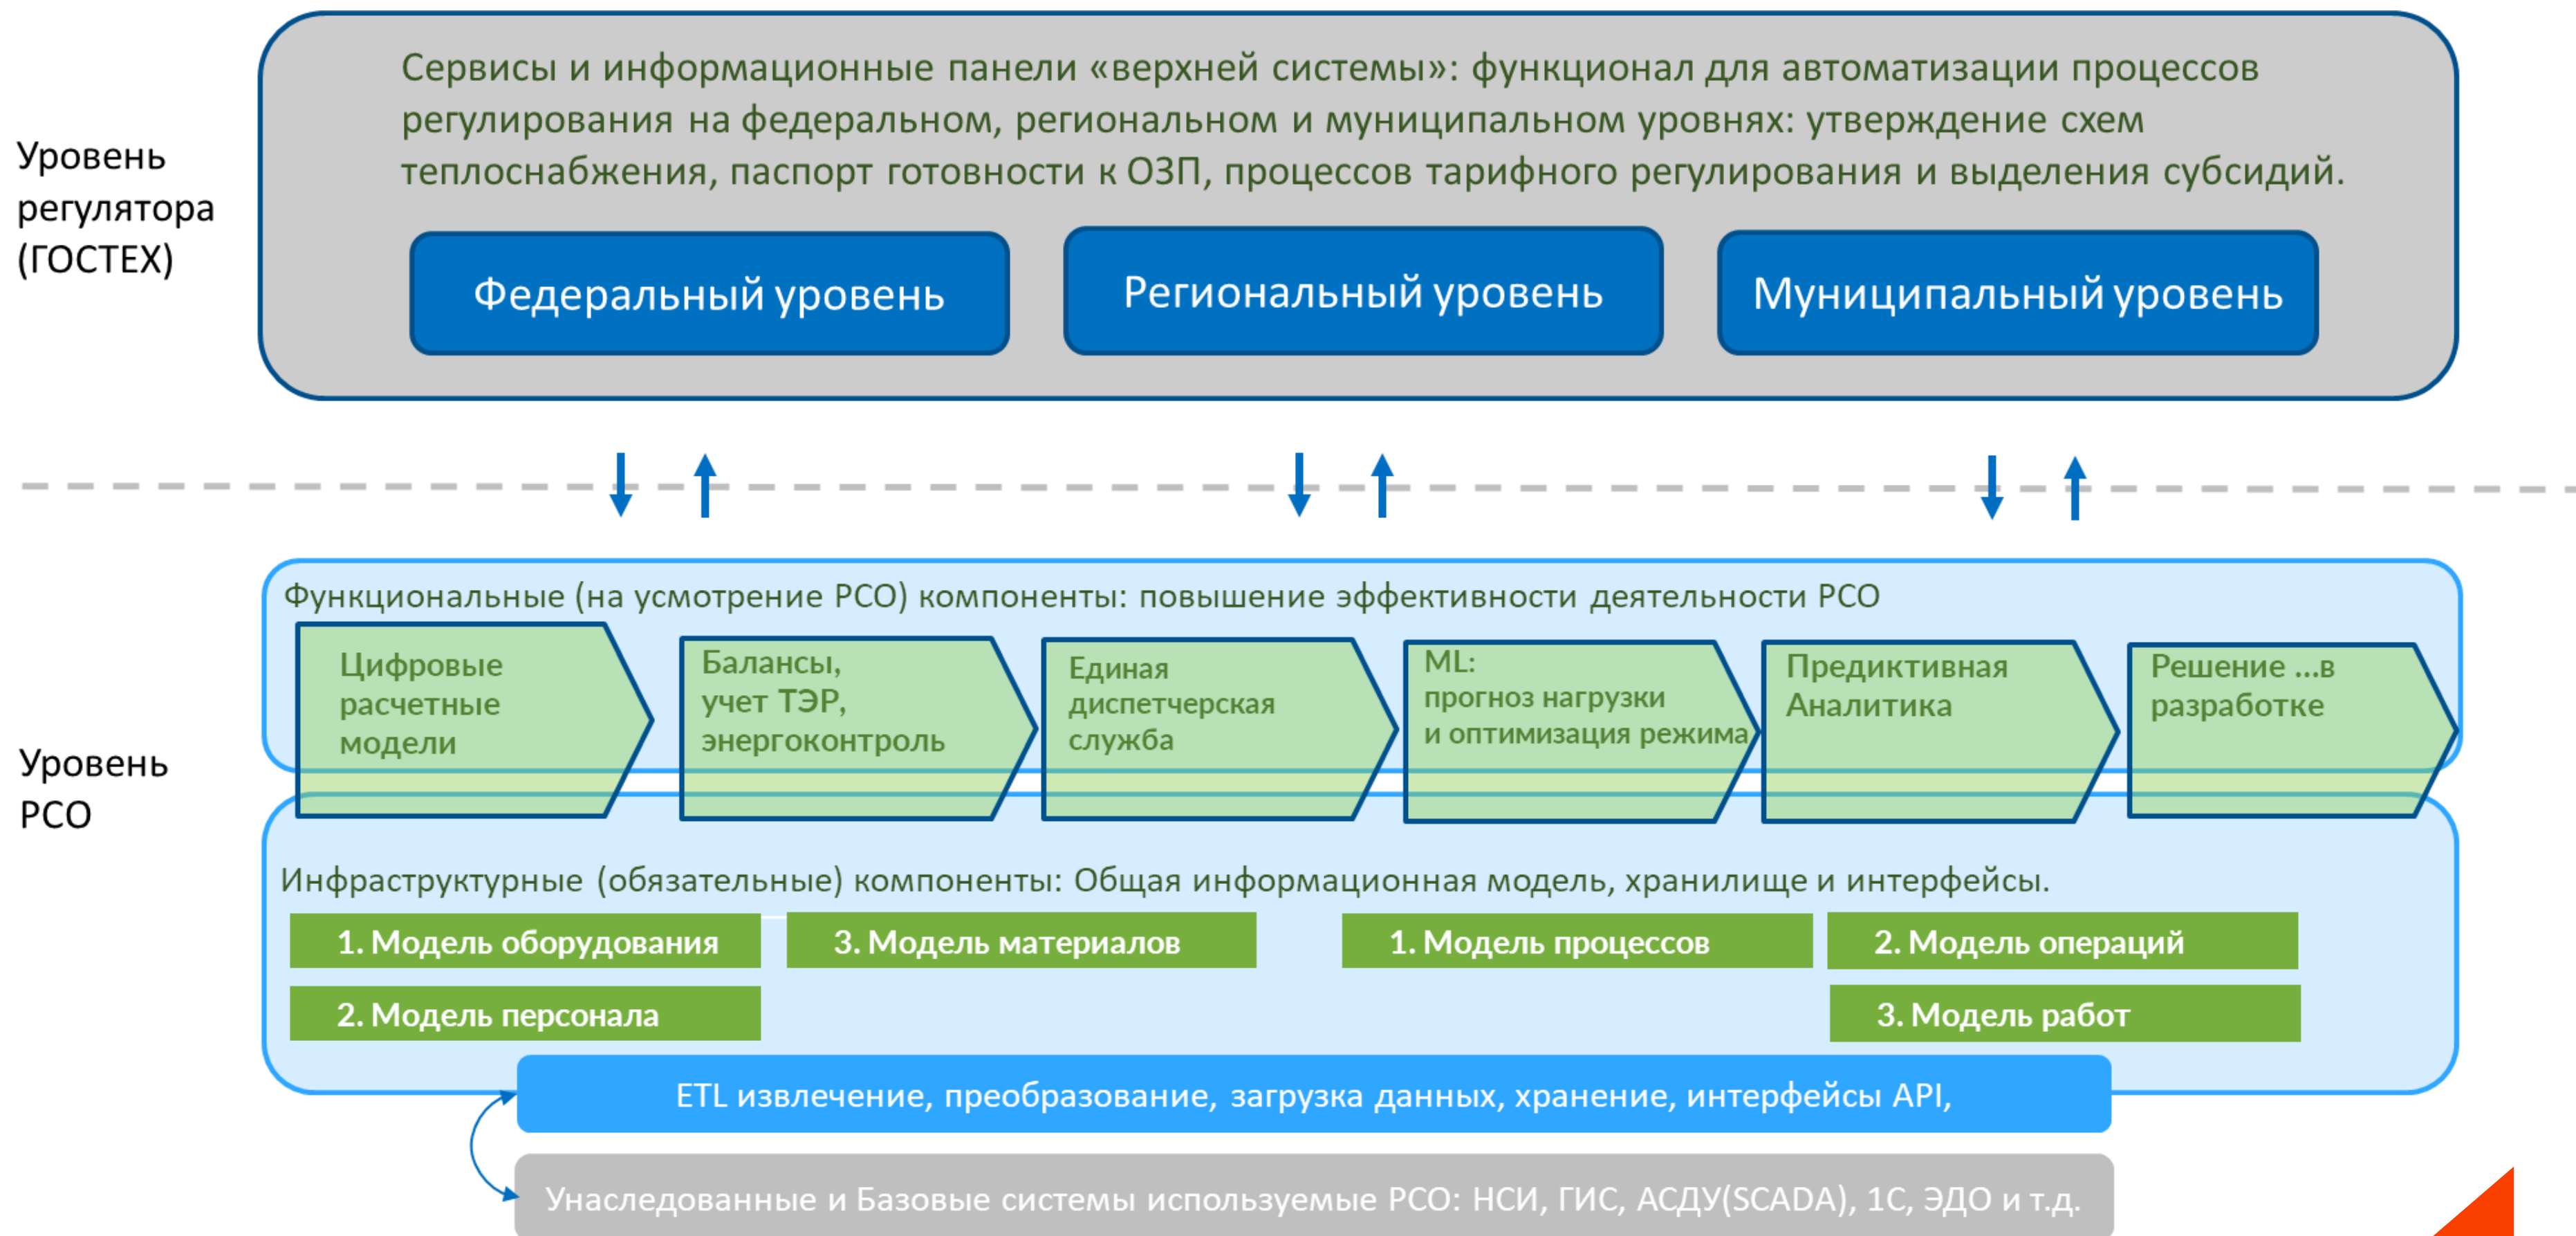 Сервисы и информационные панели «верхней системы»: функционал для автоматизации процессов
регулирования на федеральном, региональном и муниципальном уровнях: утверждение схем
теплоснабжения, паспорт готовности к ОЗП, процессов тарифного регулирования и выделения субсидий.
Уровень
регулятора
(ГОСТЕХ)
Федеральный уровень
Региональный уровень
Муниципальный уровень
Функциональные (на усмотрение РСО) компоненты: повышение эффективности деятельности РСО
Цифровые
расчетные
модели
Балансы,
учет ТЭР,
энергоконтроль
Единая
диспетчерская
служба
ML:
прогноз нагрузки
и оптимизация режима
Предиктивная
Аналитика
Решение ...в
разработке
Уровень
РСО
Инфраструктурные (обязательные) компоненты: Общая информационная модель, хранилище и интерфейсы.
1. Модель оборудования
3. Модель материалов
1. Модель процессов
2. Модель операций
2. Модель персонала
3. Модель работ
ETL извлечение, преобразование, загрузка данных, хранение, интерфейсы API,
Унаследованные и Базовые системы используемые РСО: НСИ, ГИС, АСДУ(SCADA), 1С, ЭДО и т.д.